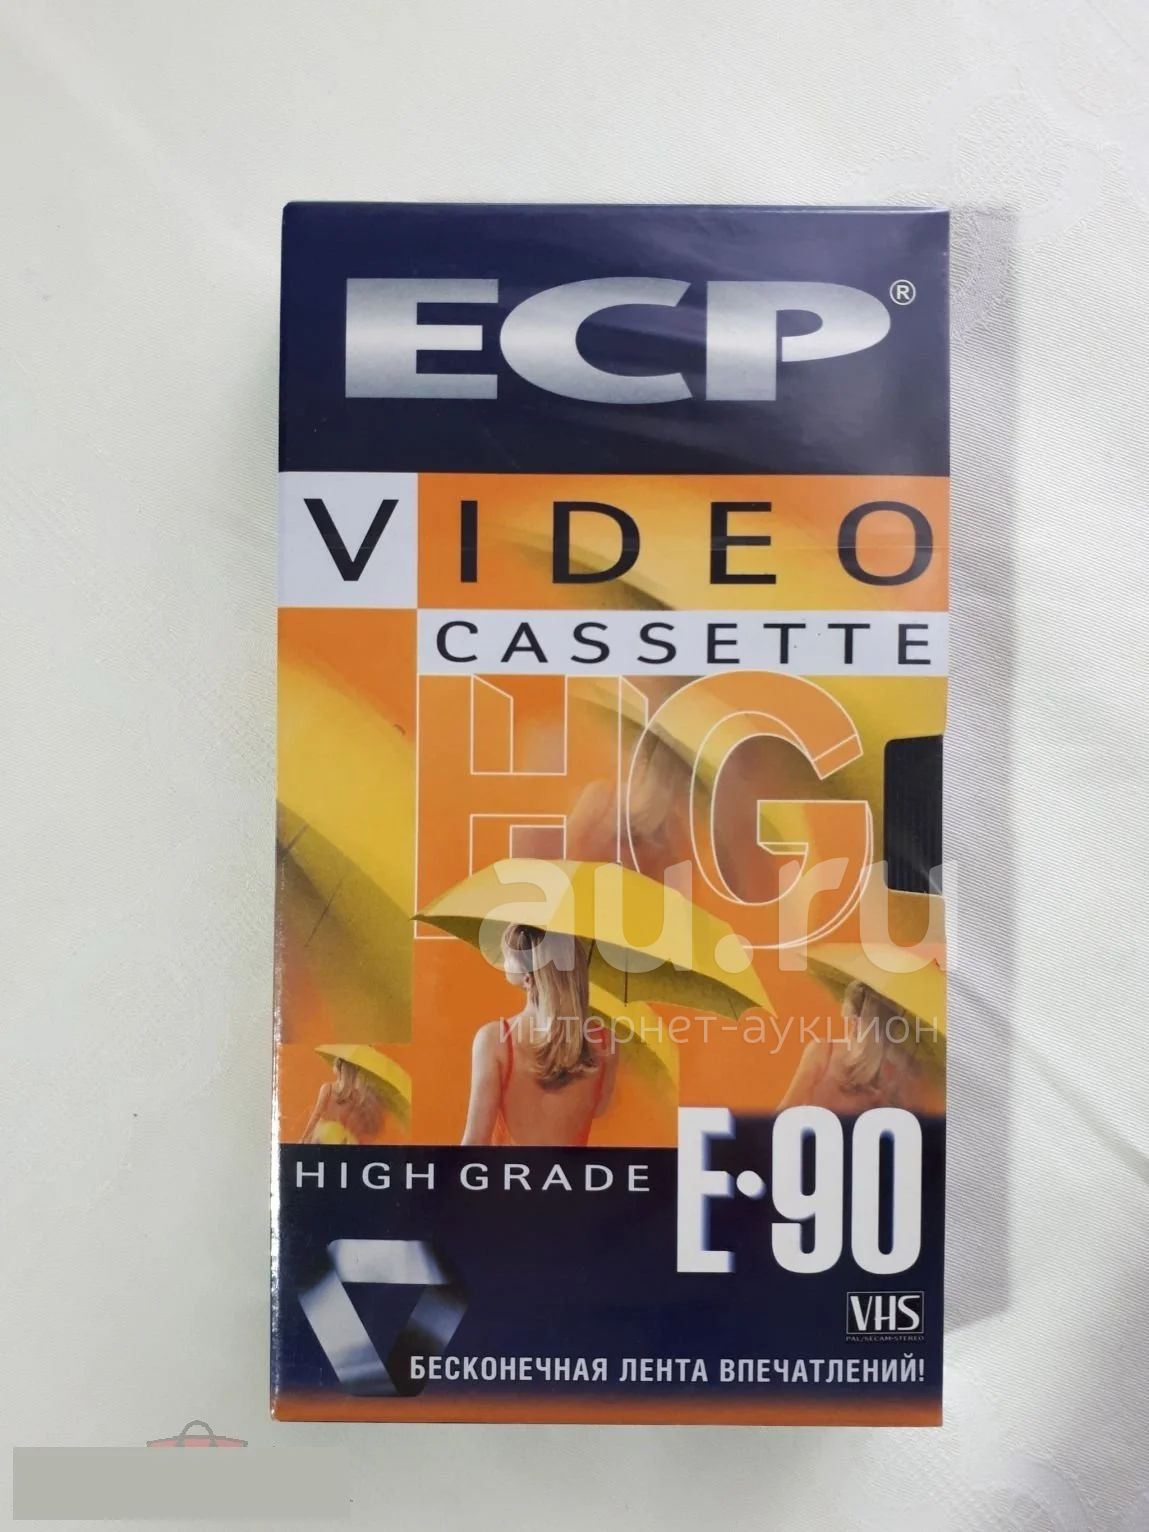 ECP®
VIDEO
CASSETTE
HG
au.ru
интернет-аукцион
HIGH GRADE
E·90
VHS
PAL/SECAM-STEREO
БЕСКОНЕЧНАЯ ЛЕНТА ВПЕЧАТЛЕНИЙ!